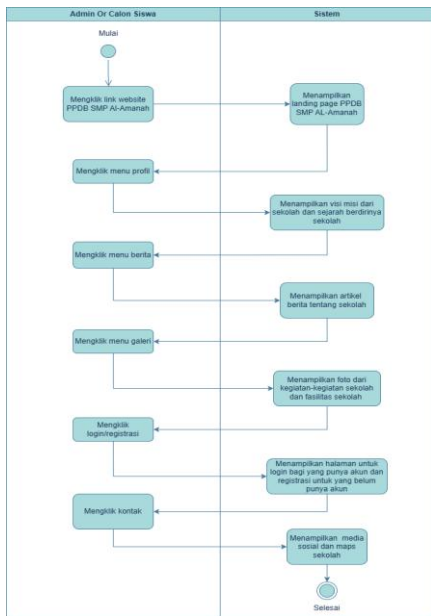 Admin Or Calon Siswa
Sistem
Mulai
Mengklik link website
PPDB SMP Al-Amanah
Menampilkan
landing page PPDB
SMP AL-Amanah
Mengklik menu profil
Menampilkan visi misi dari
sekolah dan sejarah berdirinya
sekolah
Mengklik menu berita
Menampilkan artikel
berita tentang sekolah
Mengklik menu galeri
Menampilkan foto dari
kegiatan-kegiatan sekolah
dan fasilitas sekolah
Mengklik
login/registrasi
Menampilkan halaman untuk
login bagi yang punya akun dan
registrasi untuk yang belum
punya akun
Mengklik kontak
Menampilkan media
sosial dan maps
sekolah
Selesai